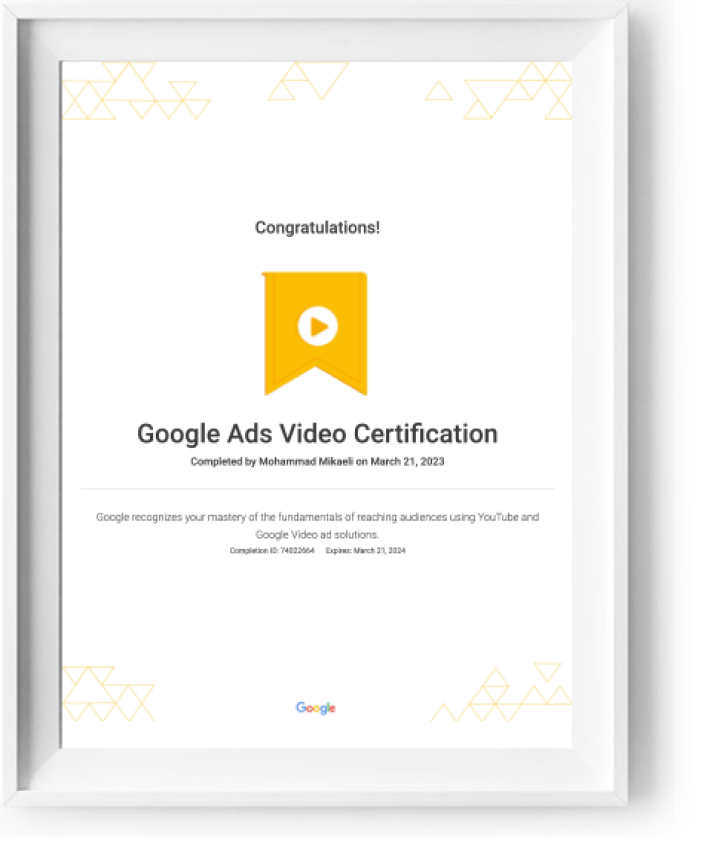 Congratulations!
Google Ads Video Certification
Completed by Mohammad Mikaeli on March 21, 2023
Google recognizes your mastery of the fundamentals of reaching audiences using YouTube and
Google Video ad solutions.
Completion ID: 74022664 Expires: March 21, 2024
Google